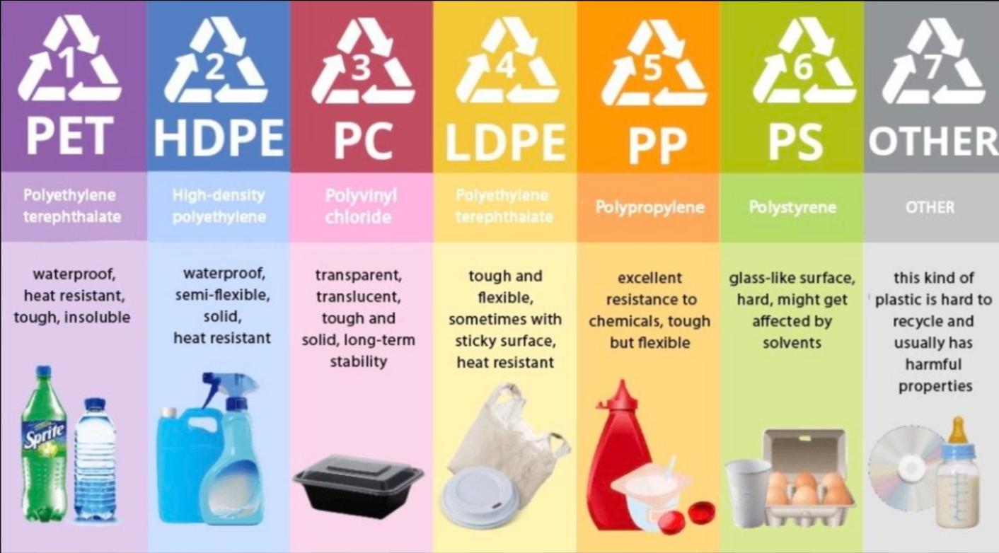 1
PET
Polyethylene
terephthalate
waterproof,
heat resistant,
tough, insoluble
Sprite
2
HDPE
High-density
polyethylene
waterproof,
semi-flexible,
solid,
heat resistant
3
PC
Polyvinyl
chloride
transparent,
translucent,
tough and
solid, long-term
stability
4
LDPE
Polyethylene
terephthalate
tough and
flexible,
sometimes with
sticky surface,
heat resistant
5
PP
Polypropylene
excellent
resistance to
chemicals, tough
but flexible
6
PS
Polystyrene
glass-like surface,
hard, might get
affected by
solvents
7
OTHER
OTHER
this kind of
plastic is hard to
recycle and
usually has
harmful
properties